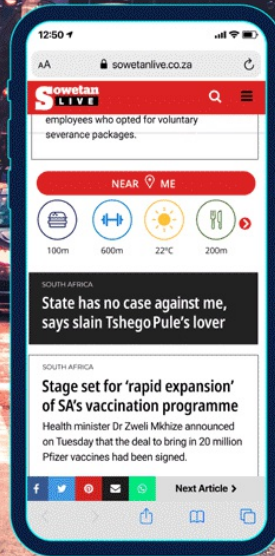 12:50
AA sowetanlive.co.za
Sowetan
LIVE
employees who opted for voluntary
severance packages.
NEAR ME
100m 600m 22°C 200m
SOUTH AFRICA
State has no case against me,
says slain Tshego Pule's lover
SOUTH AFRICA
Stage set for ‘rapid expansion’
of SA’s vaccination programme
Health minister Dr Zweli Mkhize announced
on Tuesday that the deal to bring in 20 million
Pfizer vaccines had been signed.
Next Article >